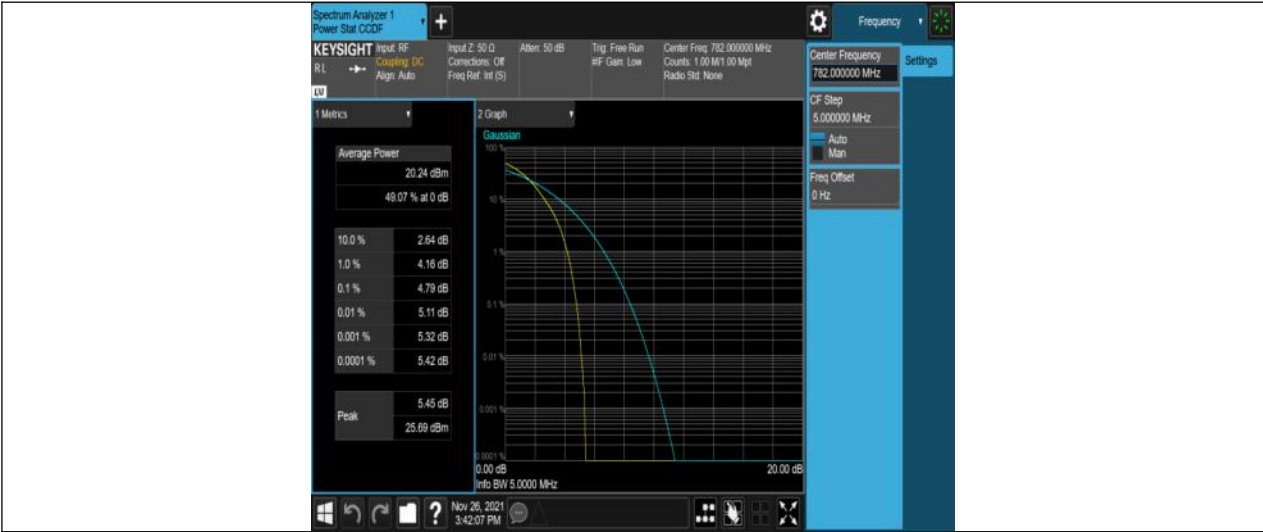 Spectrum Analyzer 1
Power Stat CCDF
+
Frequency
KEYSIGHT
RL
LV
Input: RF
Coupling: DC
Align: Auto
Input Z: 50 Ω
Corrections: Off
Freq Ref: Int (S)
Atten: 50 dB
Trig: Free Run
#IF Gain: Low
Center Freq: 782.000000 MHz
Counts: 1.00 M/1.00 Mpt
Radio Std: None
Center Frequency
782.000000 MHz
Settings
CF Step
5.000000 MHz
Auto
Man
Freq Offset
0 Hz
1 Metrics
Average Power
20.24 dBm
49.07 % at 0 dB
10.0 % 2.64 dB
1.0 % 4.16 dB
0.1 % 4.79 dB
0.01 % 5.11 dB
0.001 % 5.32 dB
0.0001 % 5.42 dB
Peak
5.45 dB
25.69 dBm
2 Graph
Gaussian
100 %
10 %
1 %
0.1 %
0.01 %
0.001 %
0.0001 %
0.00 dB 20.00 dB
Info BW 5.0000 MHz
?
Nov 26, 2021
3:42:07 PM